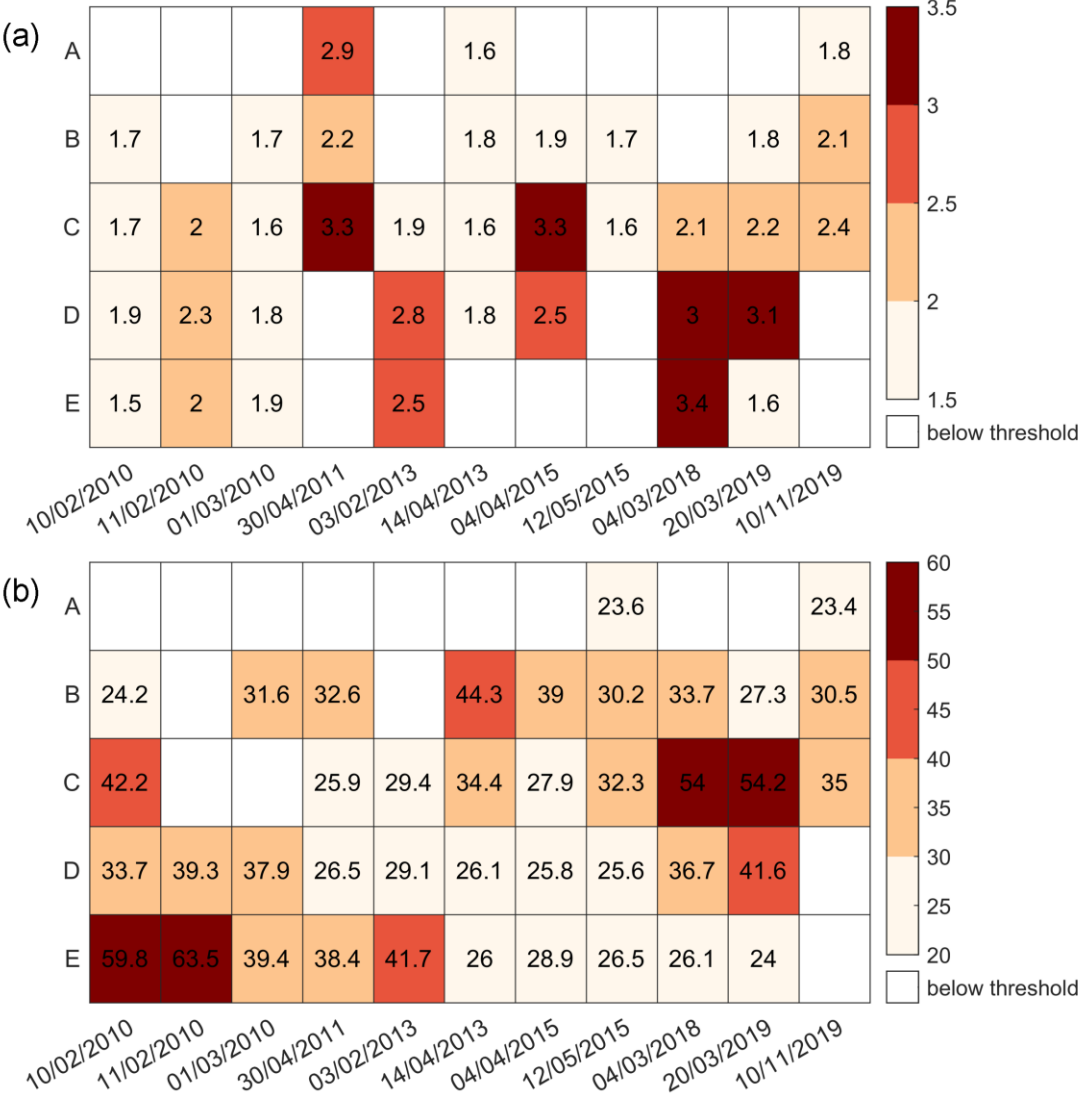 (a)
3.5
A 2.9 1.6 1.8
B 1.7 1.7 2.2 1.8 1.9 1.7 1.8 2.1
3
C 1.7 2 1.6 3.3 1.9 1.6 3.3 1.6 2.1 2.2 2.4
2.5
D 1.9 2.3 1.8 2.8 1.8 2.5 3 3.1
2
E 1.5 2 1.9 2.5 3.4 1.6
1.5
below threshold
10/02/2010 11/02/2010 01/03/2010 30/04/2011 03/02/2013 14/04/2013 04/04/2015 12/05/2015 04/03/2018 20/03/2019 10/11/2019
(b)
60
A 23.6 23.4
55
50
B 24.2 31.6 32.6 44.3 39 30.2 33.7 27.3 30.5
45
40
C 42.2 25.9 29.4 34.4 27.9 32.3 54 54.2 35
35
30
D 33.7 39.3 37.9 26.5 29.1 26.1 25.8 25.6 36.7 41.6
25
E 59.8 63.5 39.4 38.4 41.7 26 28.9 26.5 26.1 24
20
below threshold
10/02/2010 11/02/2010 01/03/2010 30/04/2011 03/02/2013 14/04/2013 04/04/2015 12/05/2015 04/03/2018 20/03/2019 10/11/2019